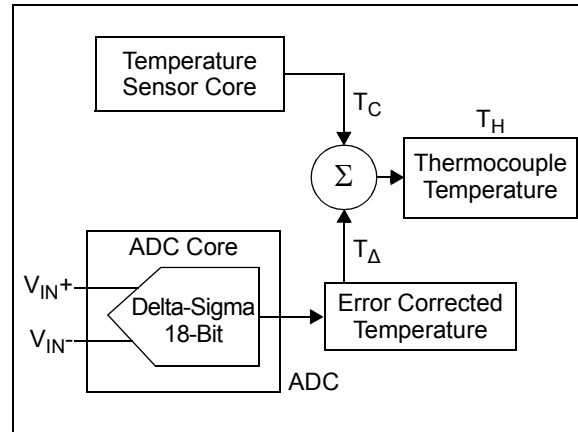 Temperature
Sensor Core
T_C
T_H
Σ
Thermocouple
Temperature
ADC Core
T_Δ
V_IN+
Delta-Sigma
18-Bit
V_IN-
Error Corrected
Temperature
ADC